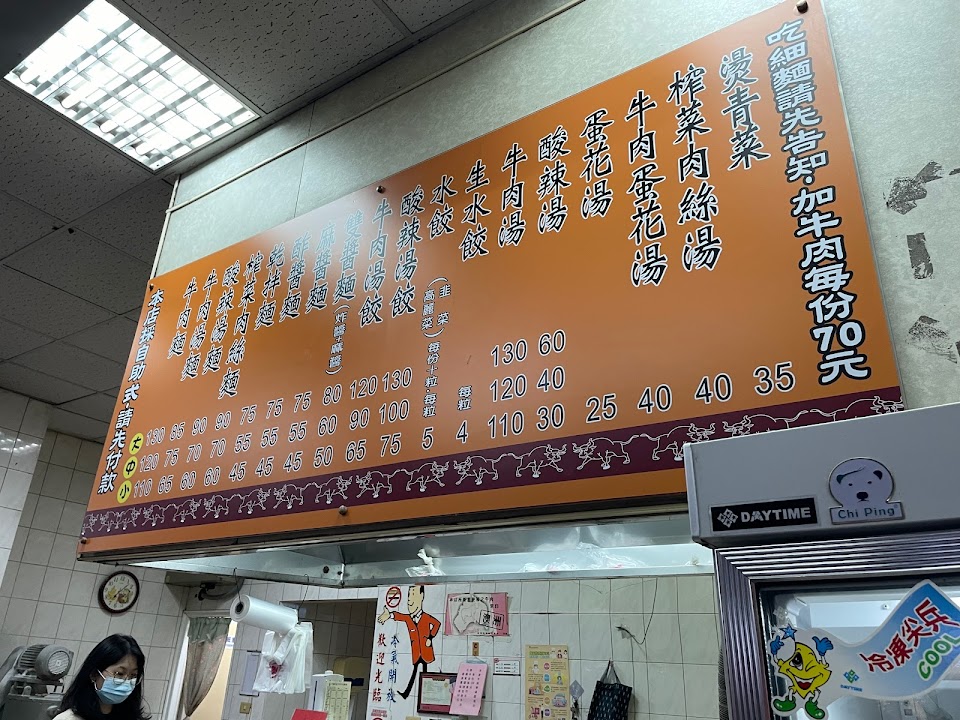 本店採自助式請先付款
大
中
小
牛肉麵
130
120
110
牛肉湯麵
85
75
65
酸辣湯麵
90
70
60
榨菜肉絲麵
90
70
60
乾拌麵
75
55
45
酢醬麵
75
55
45
麻醬麵
75
55
45
雙醬麵(炸醬+麻醬)
80
60
50
牛肉湯餃
120
90
65
酸辣湯餃
130
100
75
水餃
(韭菜)
(高麗菜)每份十粒,每粒
5
生水餃
每粒
4
牛肉湯
130
120
110
酸辣湯
60
40
30
蛋花湯
25
牛肉蛋花湯
40
榨菜肉絲湯
40
燙青菜
35
吃細麵請先告知·加牛肉每份70元
DAYTIME
Chi Ping
冷凍尖兵
COOL
DAYTIME
歡迎光臨
澳洲